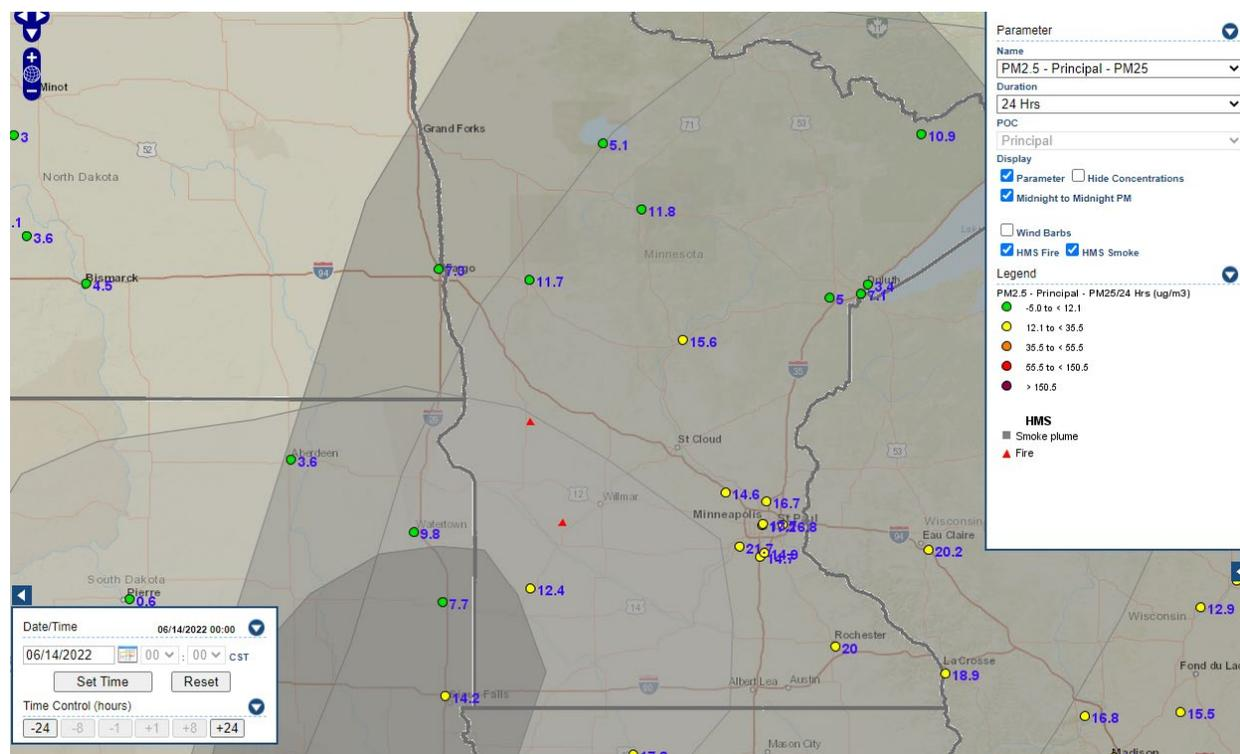 Parameter
Name
PM2.5 - Principal - PM25
Duration
24 Hrs
POC
Principal
Display
Parameter Hide Concentrations
Midnight to Midnight PM
Wind Barbs
HMS Fire HMS Smoke
Legend
PM2.5 - Principal - PM25/24 Hrs (ug/m3)
-5.0 to < 12.1
12.1 to < 35.5
35.5 to < 55.5
55.5 to < 150.5
> 150.5
HMS
Smoke plume
Fire
Minot
3
52
North Dakota
.1
3.6
Bismarck
4.5
94
Grand Forks
5.1
71
53
10.9
11.8
Minnesota
Fargo
7.3
11.7
Duluth
3.4
5
7.1
15.6
35
29
St Cloud
53
Aberdeen
3.6
12
Willmar
14.6
16.7
Minneapolis
St Paul
Watertown
9.8
Wisconsin
94
Eau Claire
20.2
14.7
South Dakota
Pierre
0.6
7.7
12.4
14
12.9
Wisconsin
Rochester
20
La Crosse
18.9
Fond du Lac
Albert Lea
Austin
90
14.2
Falls
16.8
15.5
Madison
Mason City
Date/Time
06/14/2022 00:00
06/14/2022 00 : 00 CST
Set Time Reset
Time Control (hours)
-24 -8 -1 +1 +8 +24